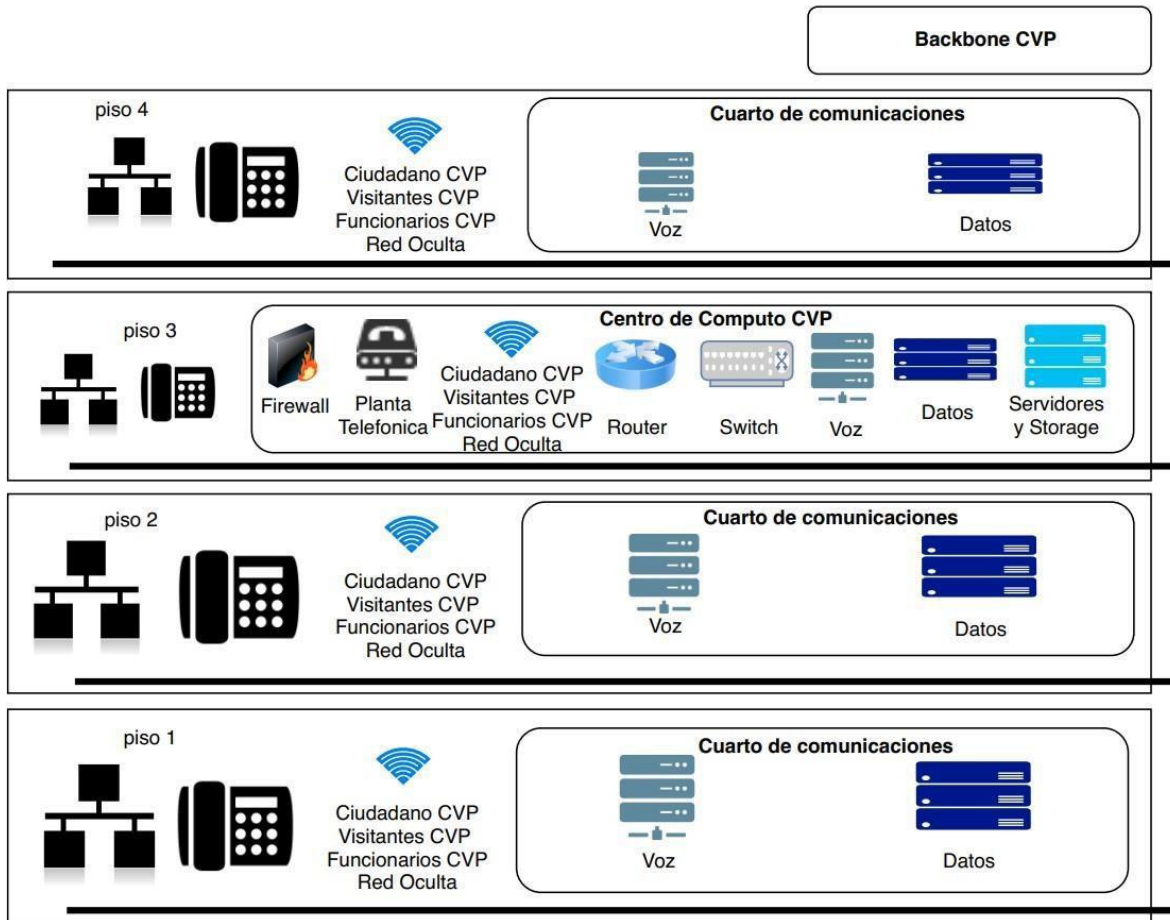 Backbone CVP
piso 4
Cuarto de comunicaciones
Ciudadano CVP
Visitantes CVP
Funcionarios CVP
Red Oculta
Voz
Datos
piso 3
Centro de Computo CVP
Firewall
Planta
Telefonica
Ciudadano CVP
Visitantes CVP
Funcionarios CVP
Red Oculta
Router
Switch
Voz
Datos
Servidores
y Storage
piso 2
Cuarto de comunicaciones
Ciudadano CVP
Visitantes CVP
Funcionarios CVP
Red Oculta
Voz
Datos
piso 1
Cuarto de comunicaciones
Ciudadano CVP
Visitantes CVP
Funcionarios CVP
Red Oculta
Voz
Datos